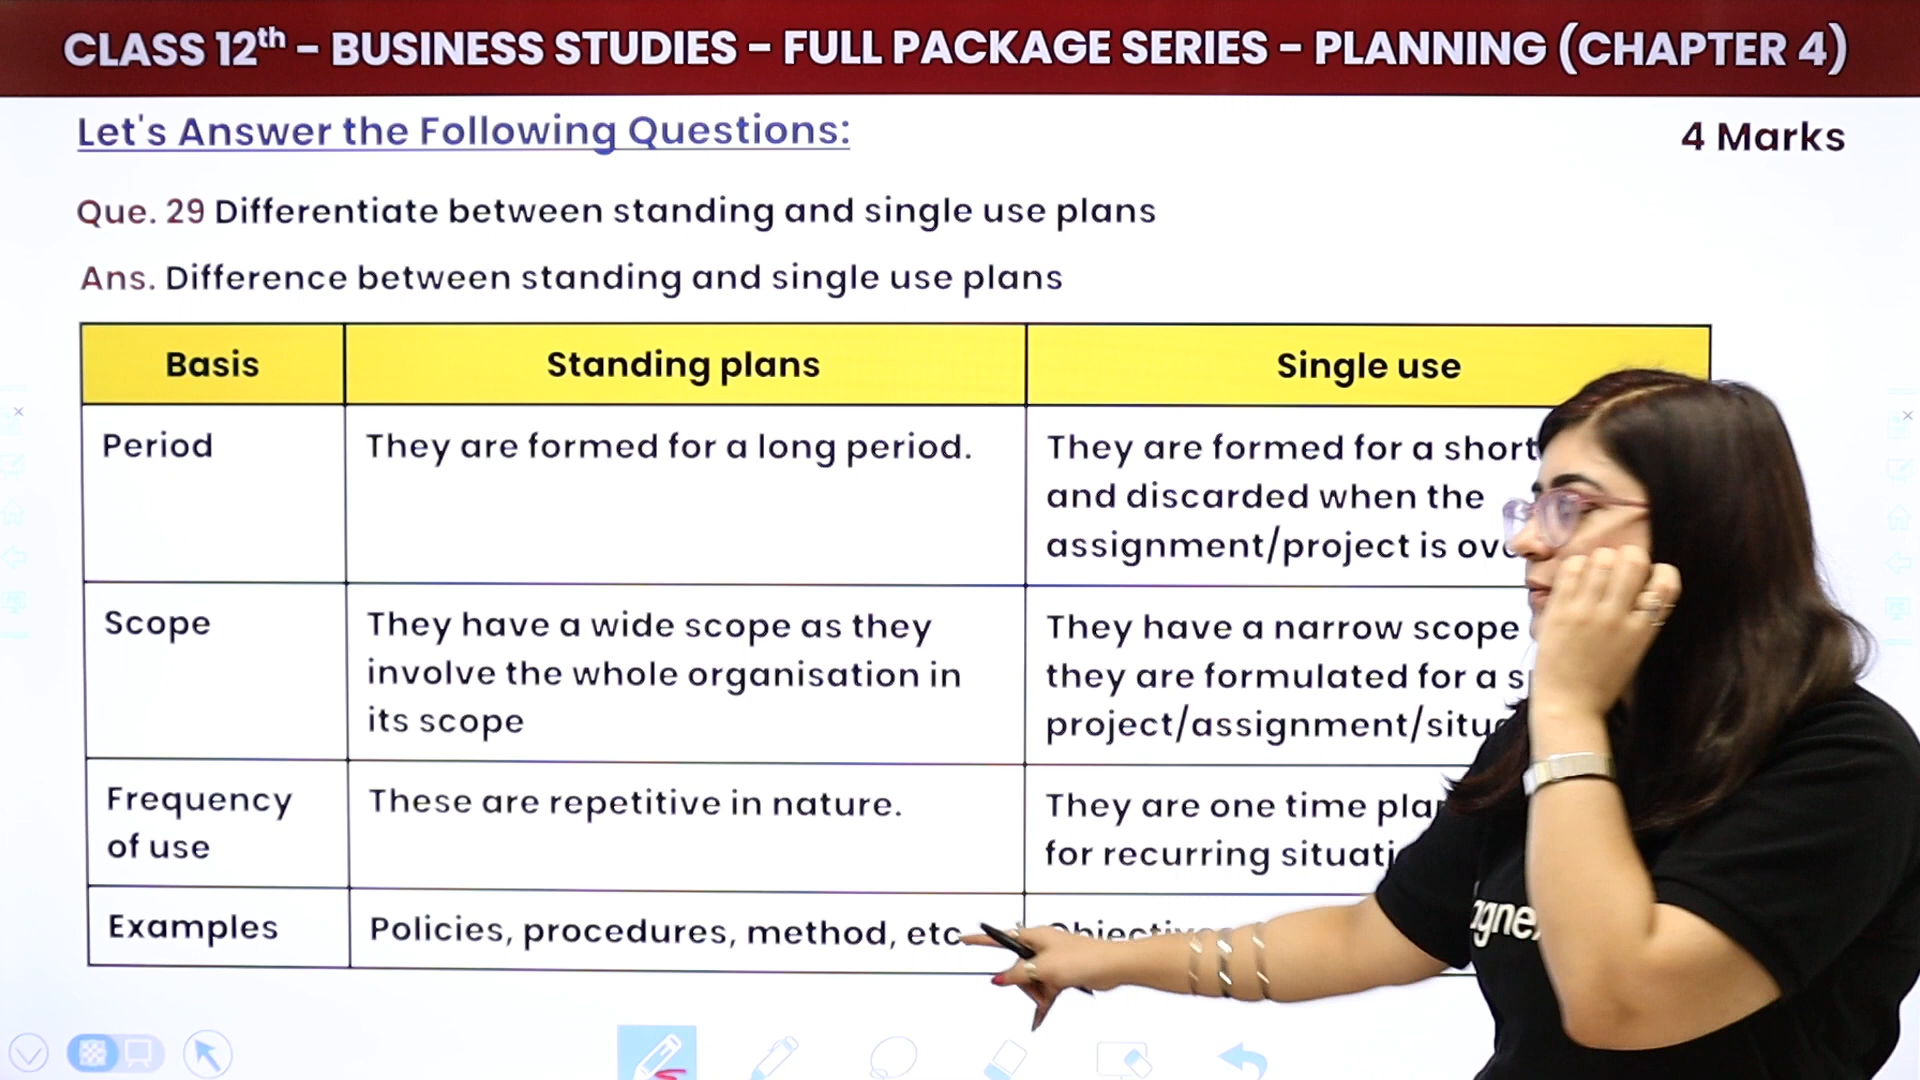 CLASS 12th – BUSINESS STUDIES – FULL PACKAGE SERIES – PLANNING (CHAPTER 4)
Let's Answer the Following Questions:
4 Marks
Que. 29 Differentiate between standing and single use plans
Ans. Difference between standing and single use plans
Basis
Standing plans
Single use
Period
They are formed for a long period.
They are formed for a short
and discarded when the
assignment/project is
Scope
They have a wide scope as they
involve the whole organisation in
its scope
They have a narrow scope
they are formulated for a
project/assignment/
Frequency
of use
These are repetitive in nature.
They are one time
for recurring
Examples
Policies, procedures, method, etc